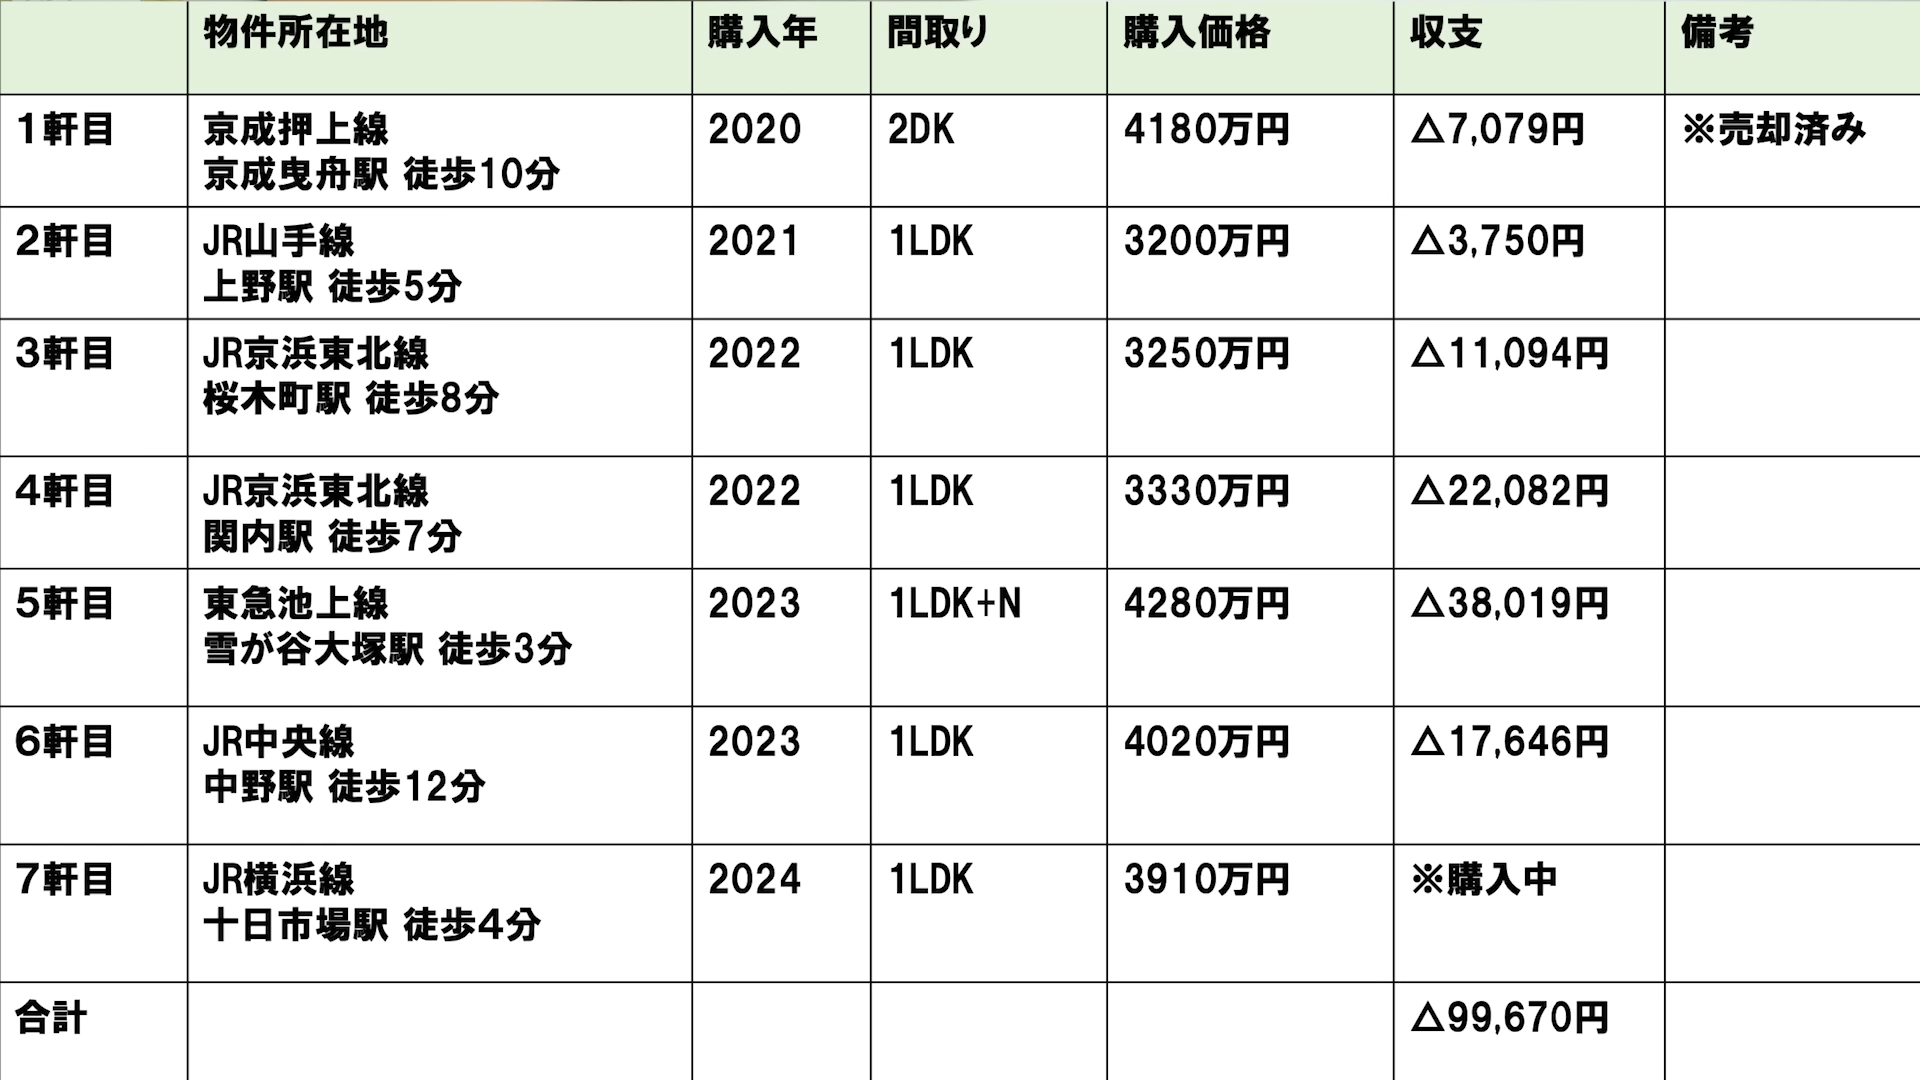 物件所在地 購入年 間取り 購入価格 収支 備考
1軒目 京成押上線 2020 2DK 4180万円 △7,079円 ※売却済み
京成曳舟駅 徒歩10分
2軒目 JR山手線 2021 1LDK 3200万円 △3,750円
上野駅 徒歩5分
3軒目 JR京浜東北線 2022 1LDK 3250万円 △11,094円
桜木町駅 徒歩8分
4軒目 JR京浜東北線 2022 1LDK 3330万円 △22,082円
関内駅 徒歩7分
5軒目 東急池上線 2023 1LDK+N 4280万円 △38,019円
雪が谷大塚駅 徒歩3分
6軒目 JR中央線 2023 1LDK 4020万円 △17,646円
中野駅 徒歩12分
7軒目 JR横浜線 2024 1LDK 3910万円 ※購入中
十日市場駅 徒歩4分
合計 △99,670円